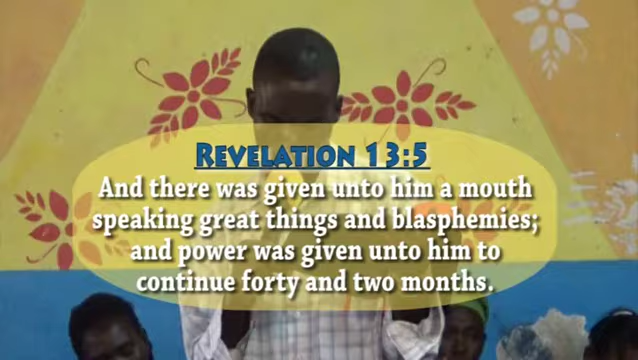 REVELATION 13:5
And there was given unto him a mouth
speaking great things and blasphemies;
and power was given unto him to
continue forty and two months.